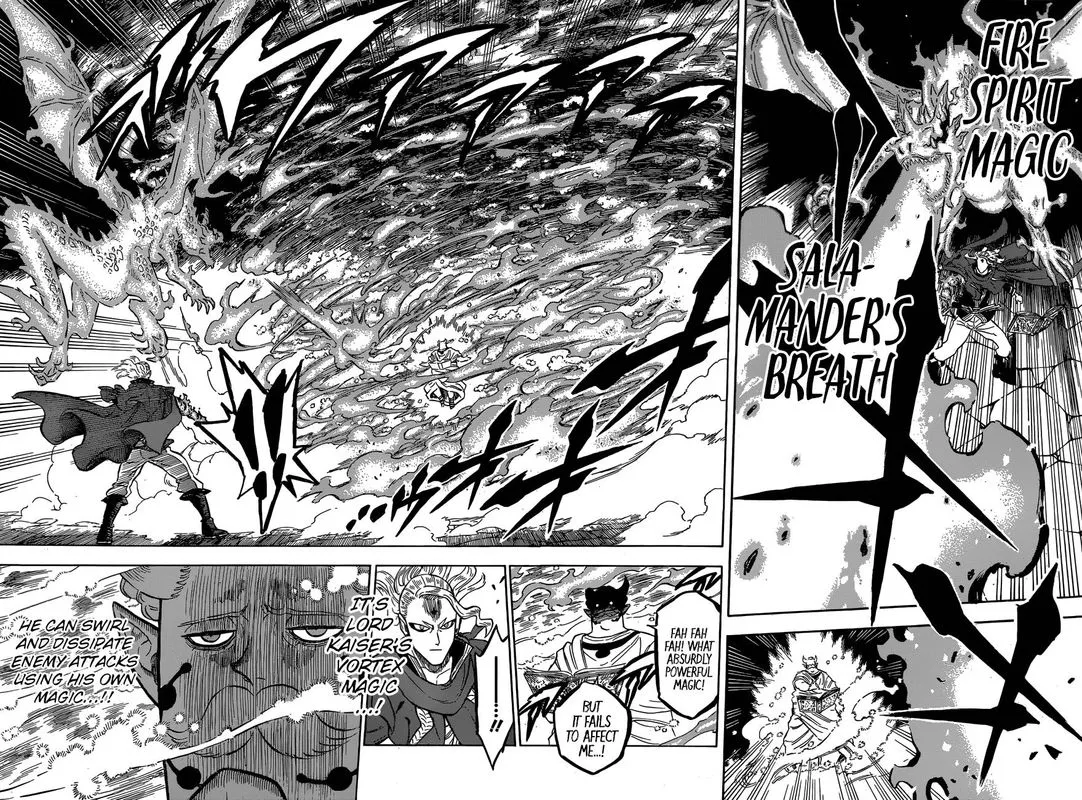 FIRE
SPIRIT
MAGIC
SALA-
MANDER'S
BREATH
!!
FAH FAH
FAH! WHAT
ABSURDLY
POWERFUL
MAGIC!
BUT
IT FAILS
TO AFFECT
ME...!
......!!
IT'S
LORD
KAISER'S
VORTEX
MAGIC
...!
HE CAN SWIRL
AND DISSIPATE
ENEMY ATTACKS
USING HIS OWN
MAGIC...!!